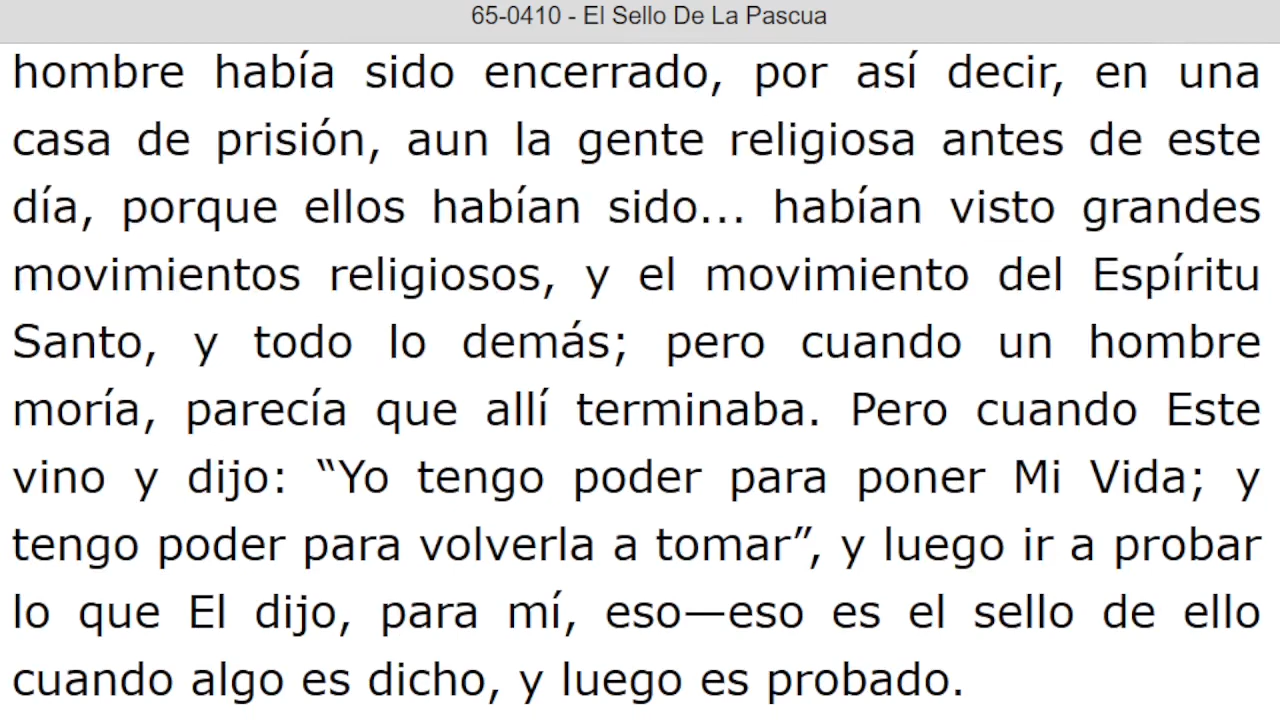 65-0410 - El Sello De La Pascua
hombre había sido encerrado, por así decir, en una
casa de prisión, aun la gente religiosa antes de este
día, porque ellos habían sido... habían visto grandes
movimientos religiosos, y el movimiento del Espíritu
Santo, y todo lo demás; pero cuando un hombre
moría, parecía que allí terminaba. Pero cuando Este
vino y dijo: “Yo tengo poder para poner Mi Vida; y
tengo poder para volverla a tomar”, y luego ir a probar
lo que El dijo, para mí, eso—eso es el sello de ello
cuando algo es dicho, y luego es probado.